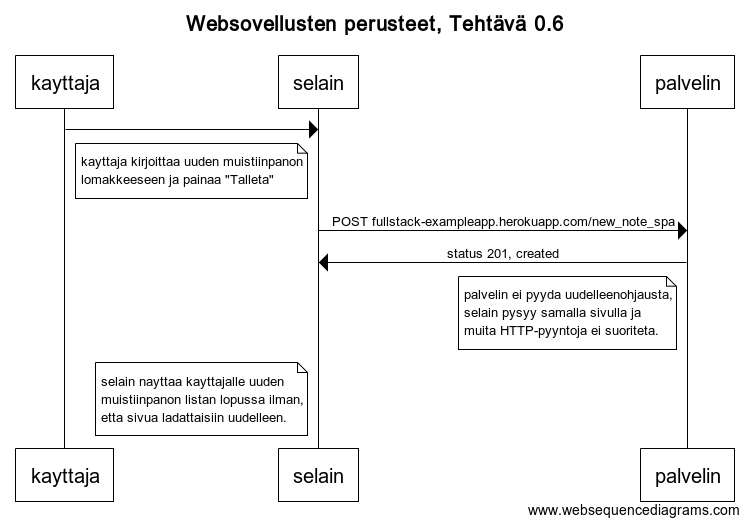 Websovellusten perusteet, Tehtävä 0.6
kayttaja
selain
palvelin
kayttaja kirjoittaa uuden muistiinpanon
lomakkeeseen ja painaa "Talleta"
POST fullstack-exampleapp.herokuapp.com/new_note_spa
status 201, created
palvelin ei pyyda uudelleenohjausta,
selain pysyy samalla sivulla ja
muita HTTP-pyyntoja ei suoriteta.
selain nayttaa kayttajalle uuden
muistiinpanon listan lopussa ilman,
etta sivua ladattaisiin uudelleen.
kayttaja
selain
palvelin
www.websequencediagrams.com